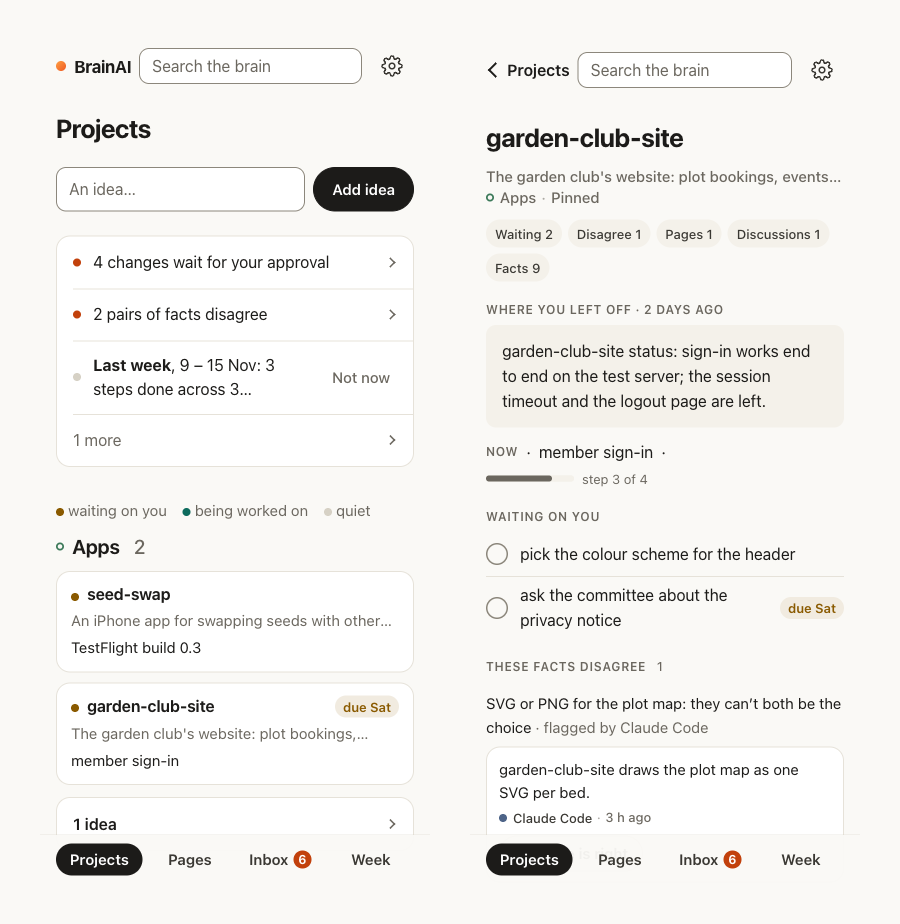 BrainAI
Search the brain
Projects
An idea...
Add idea
4 changes wait for your approval
2 pairs of facts disagree
Last week, 9 – 15 Nov: 3
steps done across 3...
Not now
1 more
waiting on you
being worked on
quiet
Apps 2
seed-swap
An iPhone app for swapping seeds with other...
TestFlight build 0.3
garden-club-site
due Sat
The garden club's website: plot bookings,...
member sign-in
1 idea
Projects
Pages
Inbox 6
Week
Projects
Search the brain
garden-club-site
The garden club's website: plot bookings, events...
Apps · Pinned
Waiting 2
Disagree 1
Pages 1
Discussions 1
Facts 9
WHERE YOU LEFT OFF · 2 DAYS AGO
garden-club-site status: sign-in works end
to end on the test server; the session
timeout and the logout page are left.
NOW · member sign-in ·
step 3 of 4
WAITING ON YOU
pick the colour scheme for the header
ask the committee about the
privacy notice
due Sat
THESE FACTS DISAGREE 1
SVG or PNG for the plot map: they can’t both be the
choice · flagged by Claude Code
garden-club-site draws the plot map as one
SVG per bed.
Claude Code · 3 h ago
Projects
Pages
Inbox 6
Week